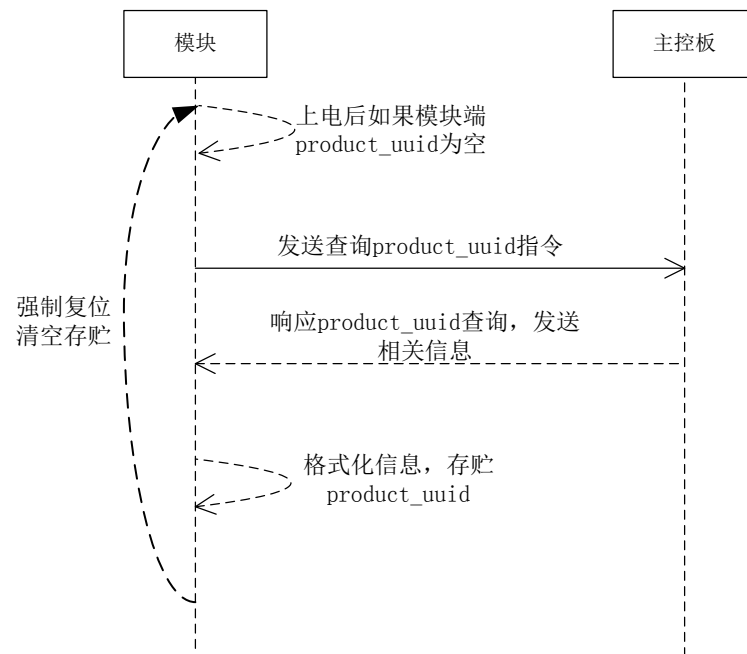 模块
主控板
上电后如果模块端
product_uuid为空
发送查询product_uuid指令
强制复位
清空存贮
响应product_uuid查询，发送
相关信息
格式化信息，存贮
product_uuid